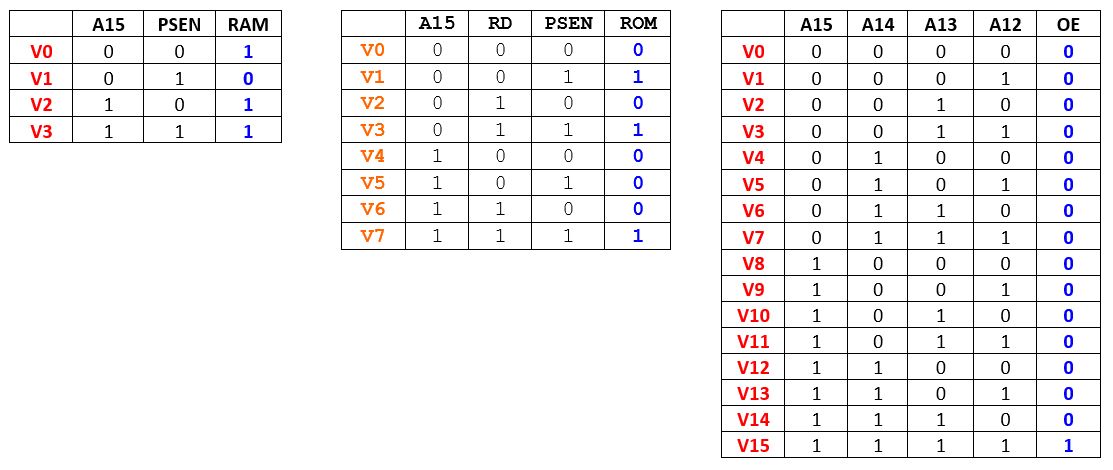 A15 PSEN RAM
V0 0 0 1
V1 0 1 0
V2 1 0 1
V3 1 1 1
A15 RD PSEN ROM
V0 0 0 0 0
V1 0 0 1 1
V2 0 1 0 0
V3 0 1 1 1
V4 1 0 0 0
V5 1 0 1 0
V6 1 1 0 0
V7 1 1 1 1
A15 A14 A13 A12 OE
V0 0 0 0 0 0
V1 0 0 0 1 0
V2 0 0 1 0 0
V3 0 0 1 1 0
V4 0 1 0 0 0
V5 0 1 0 1 0
V6 0 1 1 0 0
V7 0 1 1 1 0
V8 1 0 0 0 0
V9 1 0 0 1 0
V10 1 0 1 0 0
V11 1 0 1 1 0
V12 1 1 0 0 0
V13 1 1 0 1 0
V14 1 1 1 0 0
V15 1 1 1 1 1